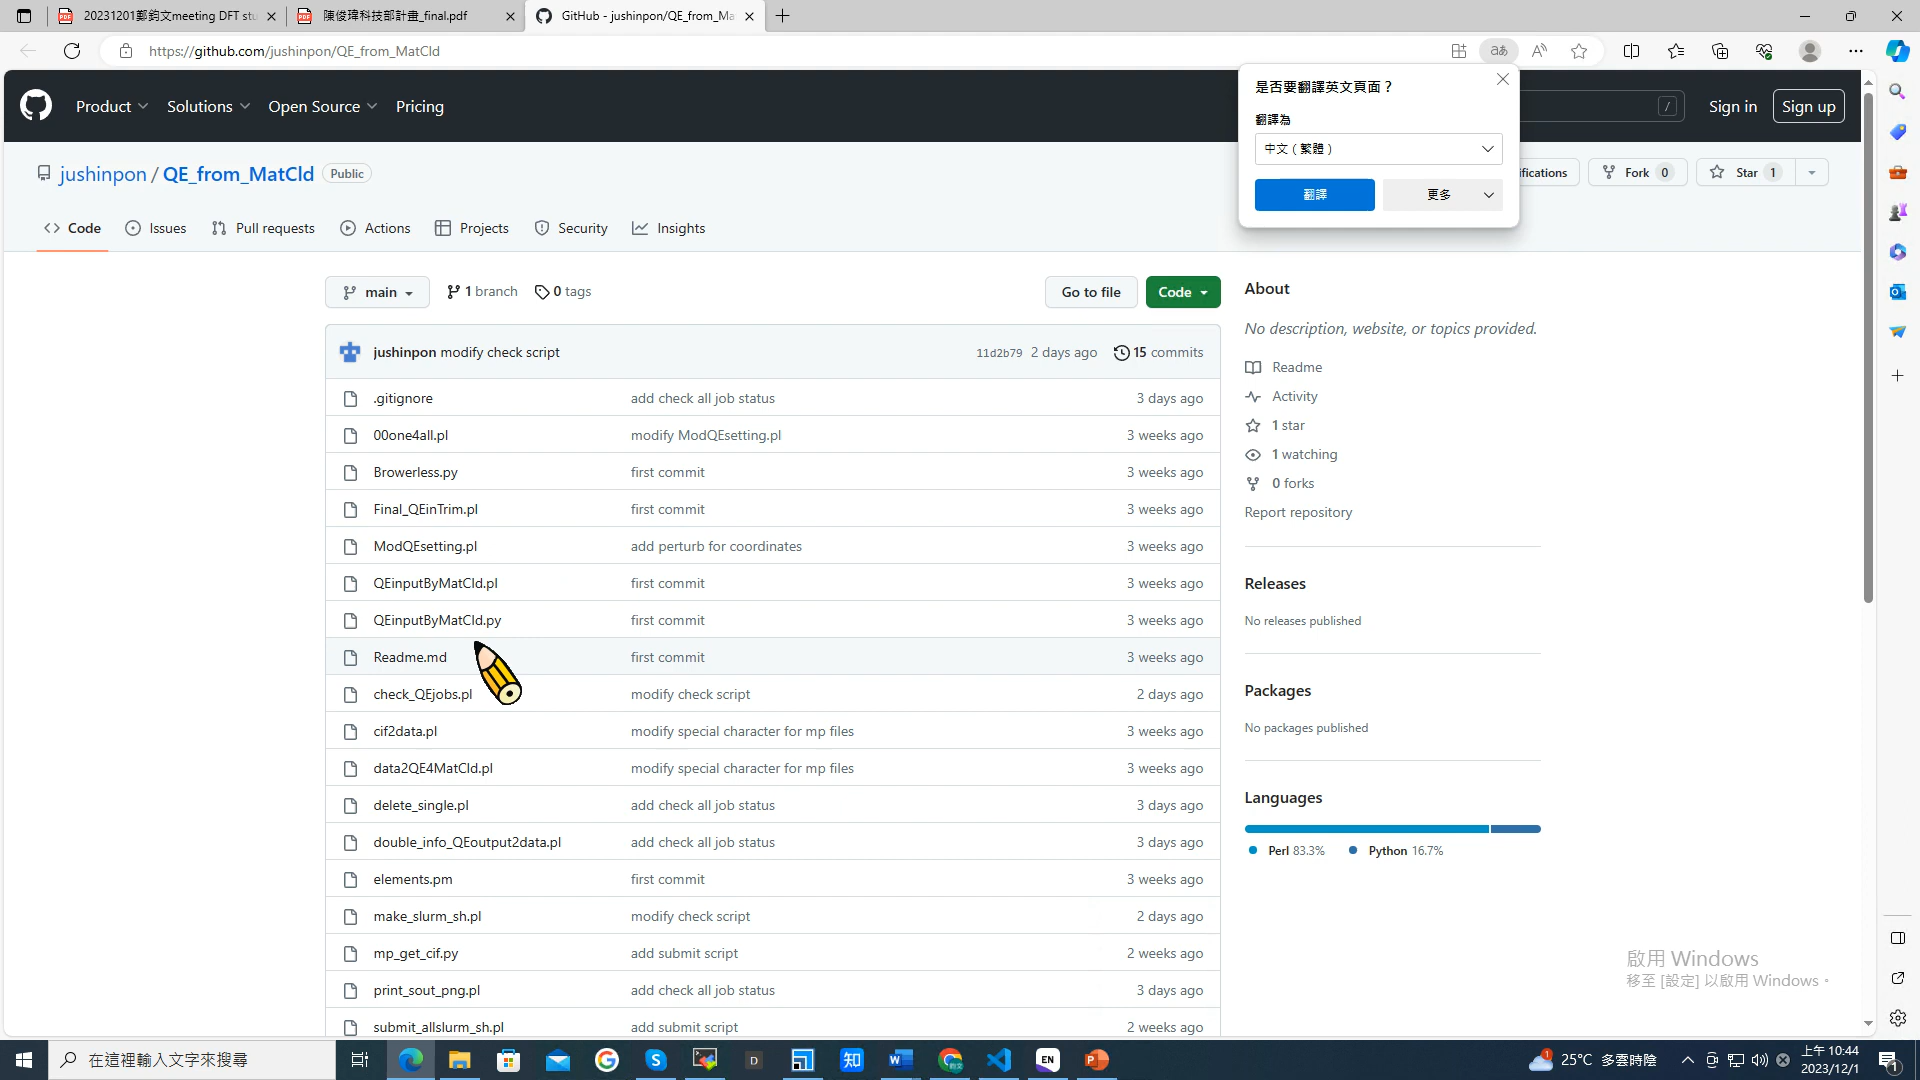 20231201鄭鈞文meeting DFT stu
陳俊瑋科技部計畫_final.pdf
GitHub - jushinpon/QE_from_Ma
https://github.com/jushinpon/QE_from_MatCld
Product
Solutions
Open Source
Pricing
/
Sign in
Sign up
是否要翻譯英文頁面？
翻譯為
中文 ( 繁體 )
翻譯
更多
jushinpon / QE_from_MatCld
Public
ifications
Fork 0
Star 1
Code
Issues
Pull requests
Actions
Projects
Security
Insights
main
1 branch
0 tags
Go to file
Code
jushinpon modify check script
11d2b79 2 days ago
15 commits
.gitignore add check all job status 3 days ago
00one4all.pl modify ModQEsetting.pl 3 weeks ago
Browerless.py first commit 3 weeks ago
Final_QEinTrim.pl first commit 3 weeks ago
ModQEsetting.pl add perturb for coordinates 3 weeks ago
QEinputByMatCld.pl first commit 3 weeks ago
QEinputByMatCld.py first commit 3 weeks ago
Readme.md first commit 3 weeks ago
check_QEjobs.pl modify check script 2 days ago
cif2data.pl modify special character for mp files 3 weeks ago
data2QE4MatCld.pl modify special character for mp files 3 weeks ago
delete_single.pl add check all job status 3 days ago
double_info_QEoutput2data.pl add check all job status 3 days ago
elements.pm first commit 3 weeks ago
make_slurm_sh.pl modify check script 2 days ago
mp_get_cif.py add submit script 2 weeks ago
print_sout_png.pl add check all job status 3 days ago
submit_allslurm_sh.pl add submit script 2 weeks ago
About
No description, website, or topics provided.
Readme
Activity
1 star
1 watching
0 forks
Report repository
Releases
No releases published
Packages
No packages published
Languages
Perl 83.3%
Python 16.7%
啟用 Windows
移至 [設定] 以啟用 Windows。
在這裡輸入文字來搜尋
25°C 多雲時陰
上午 10:44
2023/12/1